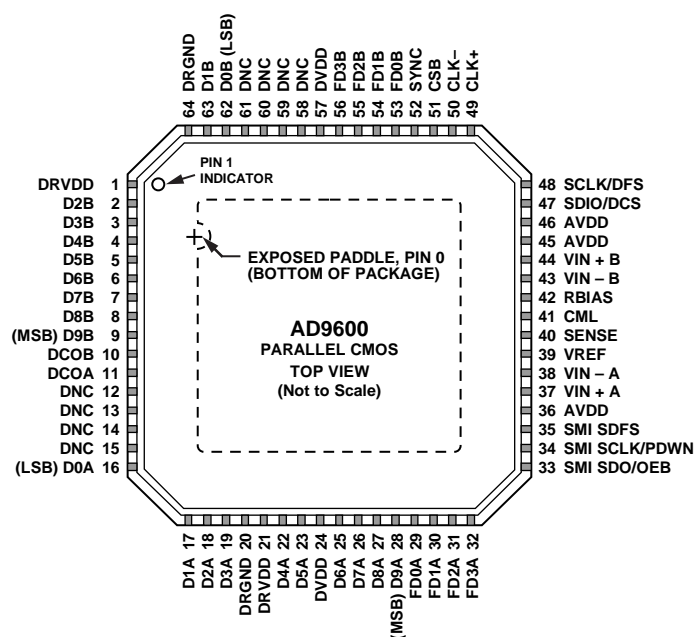 64 DRGND
63 D1B
62 D0B (LSB)
61 DNC
60 DNC
59 DNC
58 DNC
57 DVDD
56 FD3B
55 FD2B
54 FD1B
53 FD0B
52 SYNC
51 CSB
50 CLK–
49 CLK+
PIN 1
INDICATOR
DRVDD 1
D2B 2
D3B 3
D4B 4
D5B 5
D6B 6
D7B 7
D8B 8
(MSB) D9B 9
DCOB 10
DCOA 11
DNC 12
DNC 13
DNC 14
DNC 15
(LSB) D0A 16
EXPOSED PADDLE, PIN 0
(BOTTOM OF PACKAGE)
AD9600
PARALLEL CMOS
TOP VIEW
(Not to Scale)
48 SCLK/DFS
47 SDIO/DCS
46 AVDD
45 AVDD
44 VIN + B
43 VIN – B
42 RBIAS
41 CML
40 SENSE
39 VREF
38 VIN – A
37 VIN + A
36 AVDD
35 SMI SDFS
34 SMI SCLK/PDWN
33 SMI SDO/OEB
D1A 17
D2A 18
D3A 19
DRGND 20
DRVDD 21
D4A 22
D5A 23
DVDD 24
D6A 25
D7A 26
D8A 27
(MSB) D9A 28
FD0A 29
FD1A 30
FD2A 31
FD3A 32